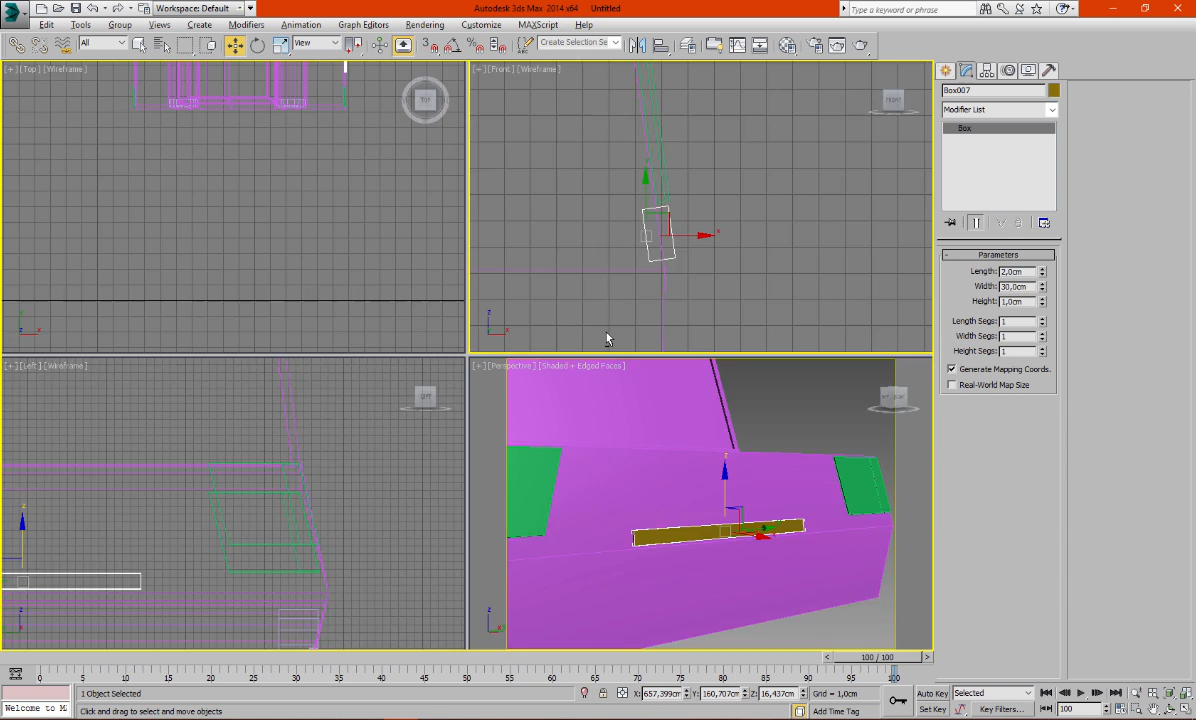 Workspace: Default
Autodesk 3ds Max 2014 x64
Untitled
Type a keyword or phrase
Edit
Tools
Group
Views
Create
Modifiers
Animation
Graph Editors
Rendering
Customize
MAXScript
Help
All
View
Create Selection Se
[+] [Top] [Wireframe]
[+] [Front] [Wireframe]
TOP
FRONT
Box007
Modifier List
Box
- Parameters
Length: 2,0cm
Width: 30,0cm
Height: 1,0cm
Length Segs: 1
Width Segs: 1
Height Segs: 1
Generate Mapping Coords.
Real-World Map Size
[+] [Left] [Wireframe]
[+] [Perspective] [Shaded + Edged Faces]
LEFT
< 100 / 100 >
0 5 10 15 20 25 30 35 40 45 50 55 60 65 70 75 80 85 90 95 100
1 Object Selected
X: 657,399cm Y: 160,707cm Z: 16,437cm
Grid = 1,0cm
Auto Key
Selected
Welcome to M
Click and drag to select and move objects
Add Time Tag
Set Key
Key Filters...
100